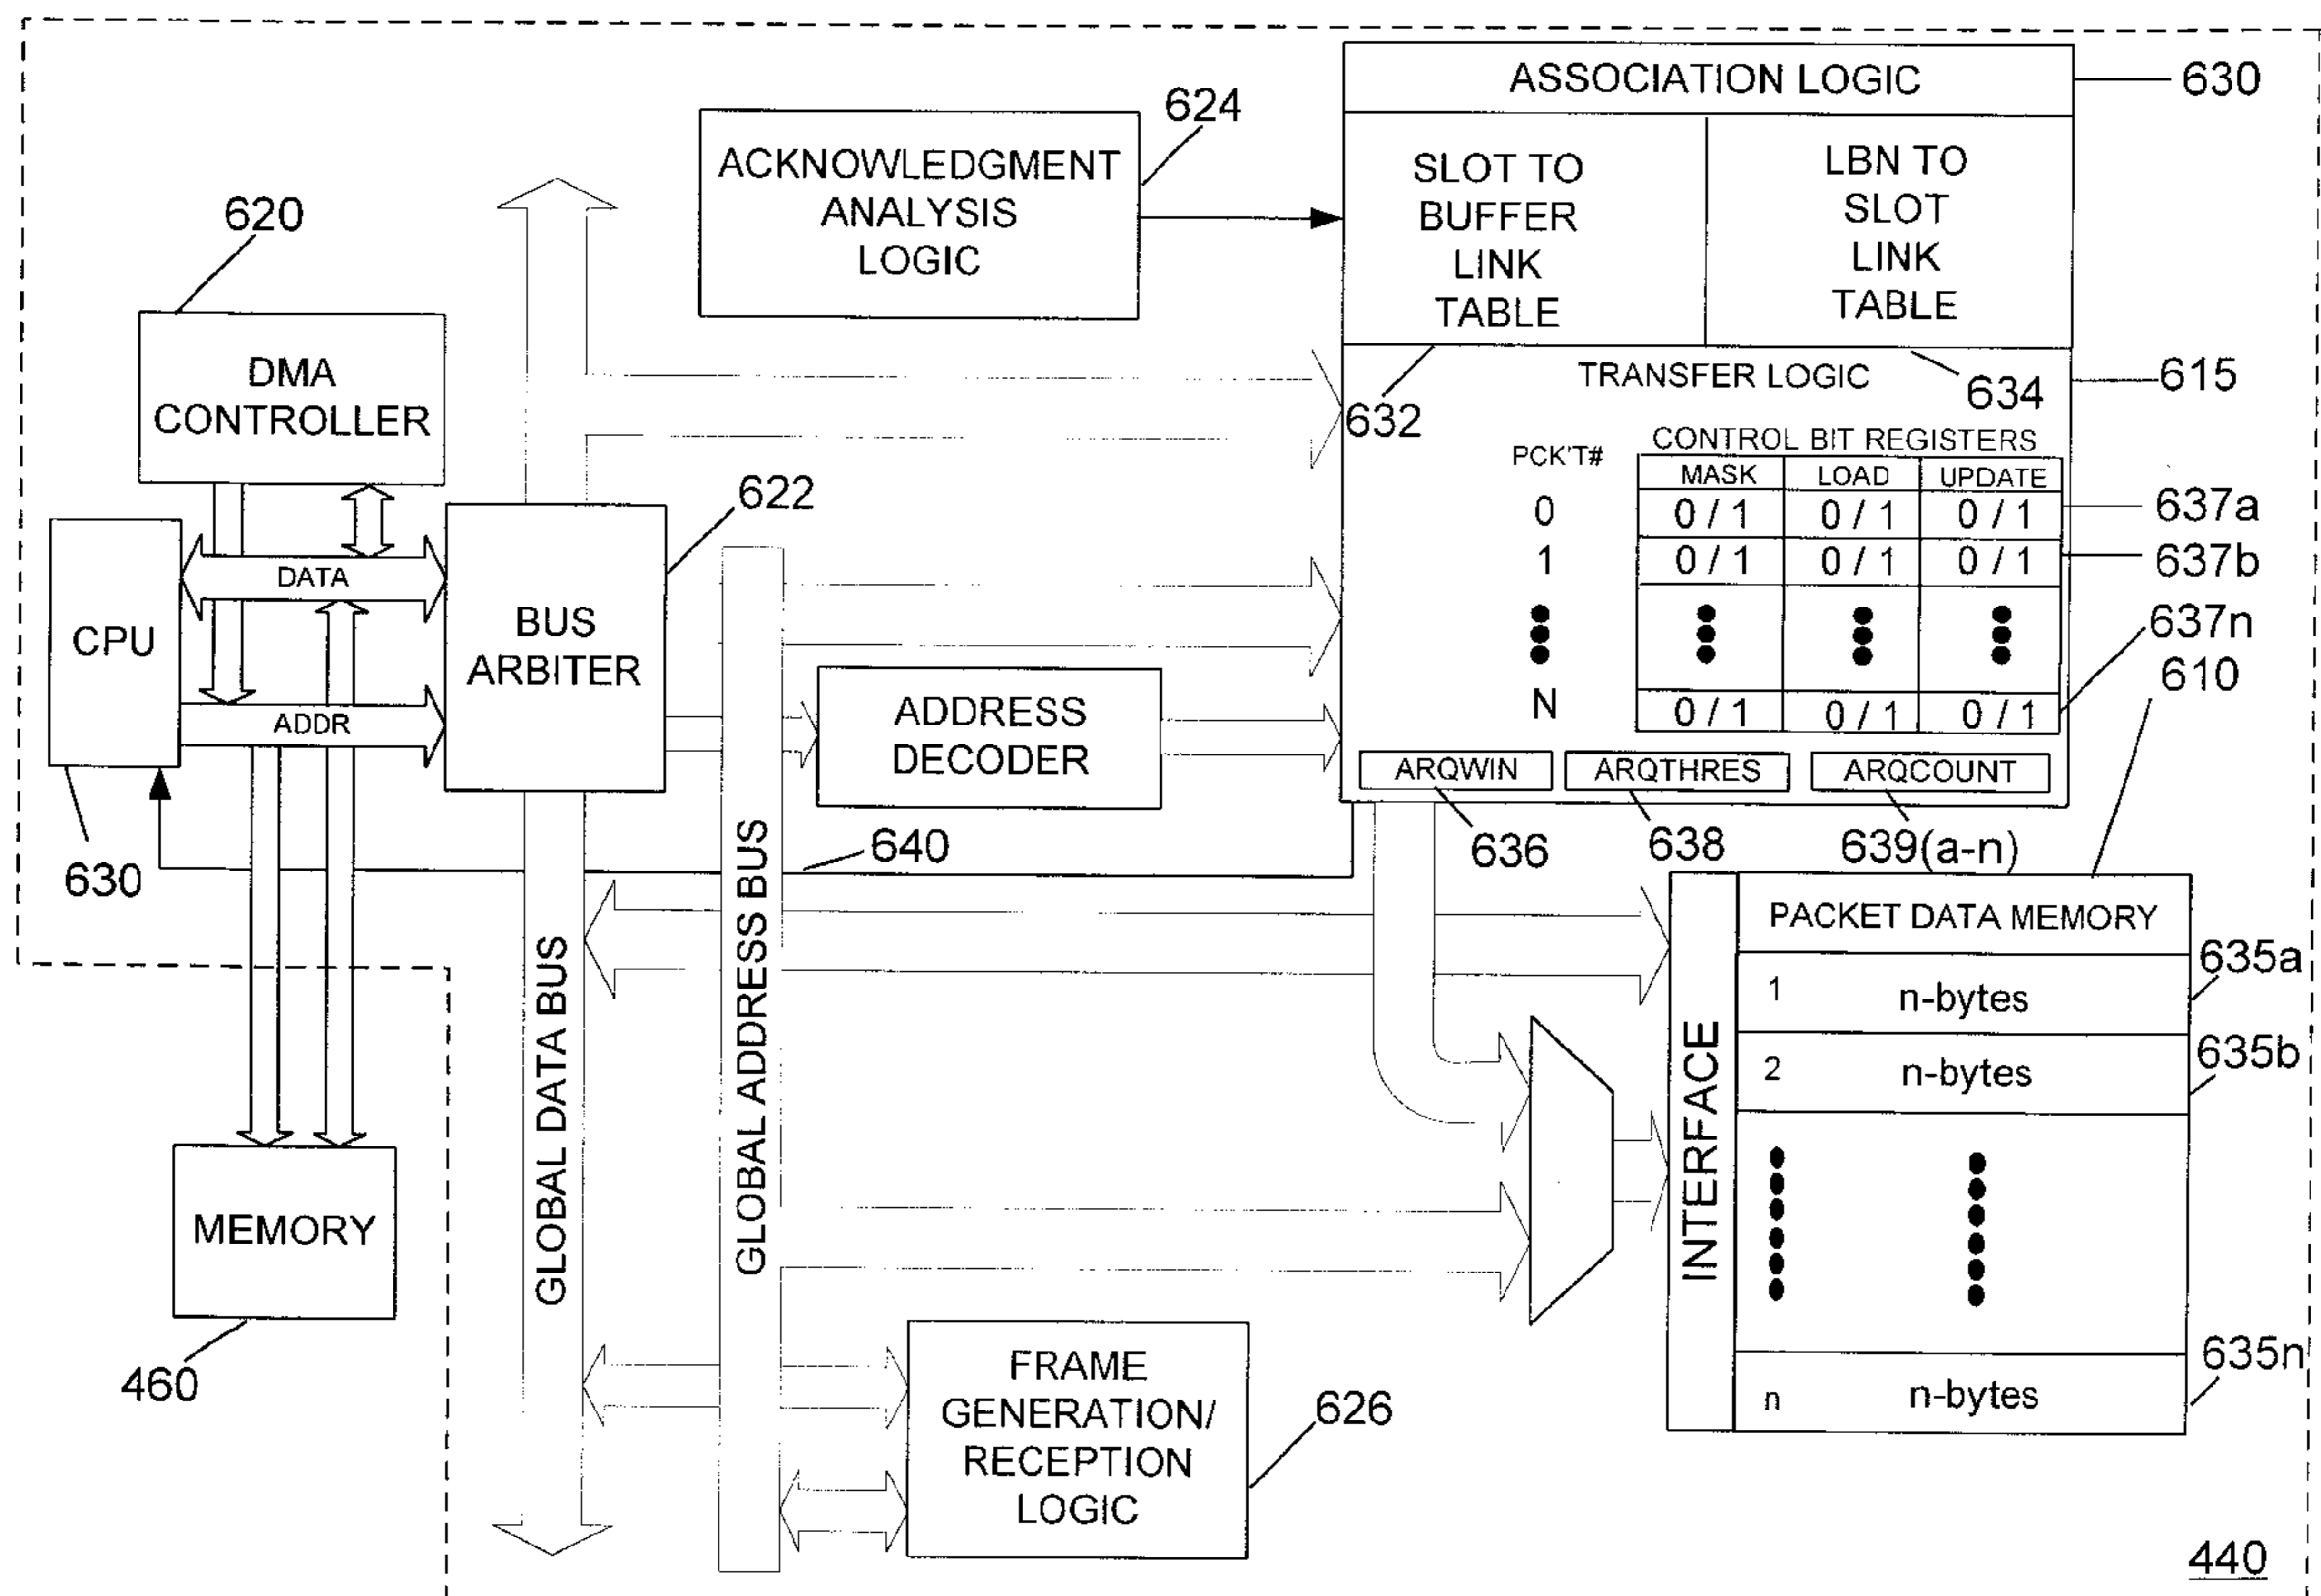 ASSOCIATION LOGIC
630
624
ACKNOWLEDGMENT
ANALYSIS
LOGIC
SLOT TO
BUFFER
LINK
TABLE
LBN TO
SLOT
LINK
TABLE
620
DMA
CONTROLLER
TRANSFER LOGIC
615
632
634
CONTROL BIT REGISTERS
PCK'T#
MASK LOAD UPDATE
0 0 / 1 0 / 1 0 / 1
637a
1 0 / 1 0 / 1 0 / 1
637b
637n
N 0 / 1 0 / 1 0 / 1
610
622
DATA
CPU
BUS
ARBITER
ADDR
ADDRESS
DECODER
ARQWIN ARQTHRES ARQCOUNT
630
640
636
638
639(a-n)
GLOBAL DATA BUS
GLOBAL ADDRESS BUS
INTERFACE
PACKET DATA MEMORY
635a
1 n-bytes
635b
2 n-bytes
635n
n n-bytes
MEMORY
460
FRAME
GENERATION/
RECEPTION
LOGIC
626
440